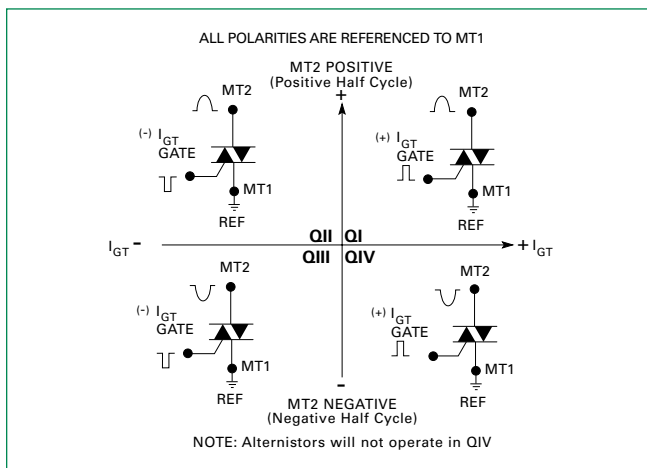 ALL POLARITIES ARE REFERENCED TO MT1
MT2 POSITIVE
(Positive Half Cycle)
+
MT2
(-) IGT
GATE
MT1
REF
MT2
(+) IGT
GATE
MT1
REF
IGT -
QII QI
QIII QIV
+ IGT
MT2
(-) IGT
GATE
MT1
REF
MT2
(+) IGT
GATE
MT1
REF
-
MT2 NEGATIVE
(Negative Half Cycle)
NOTE: Alternistors will not operate in QIV